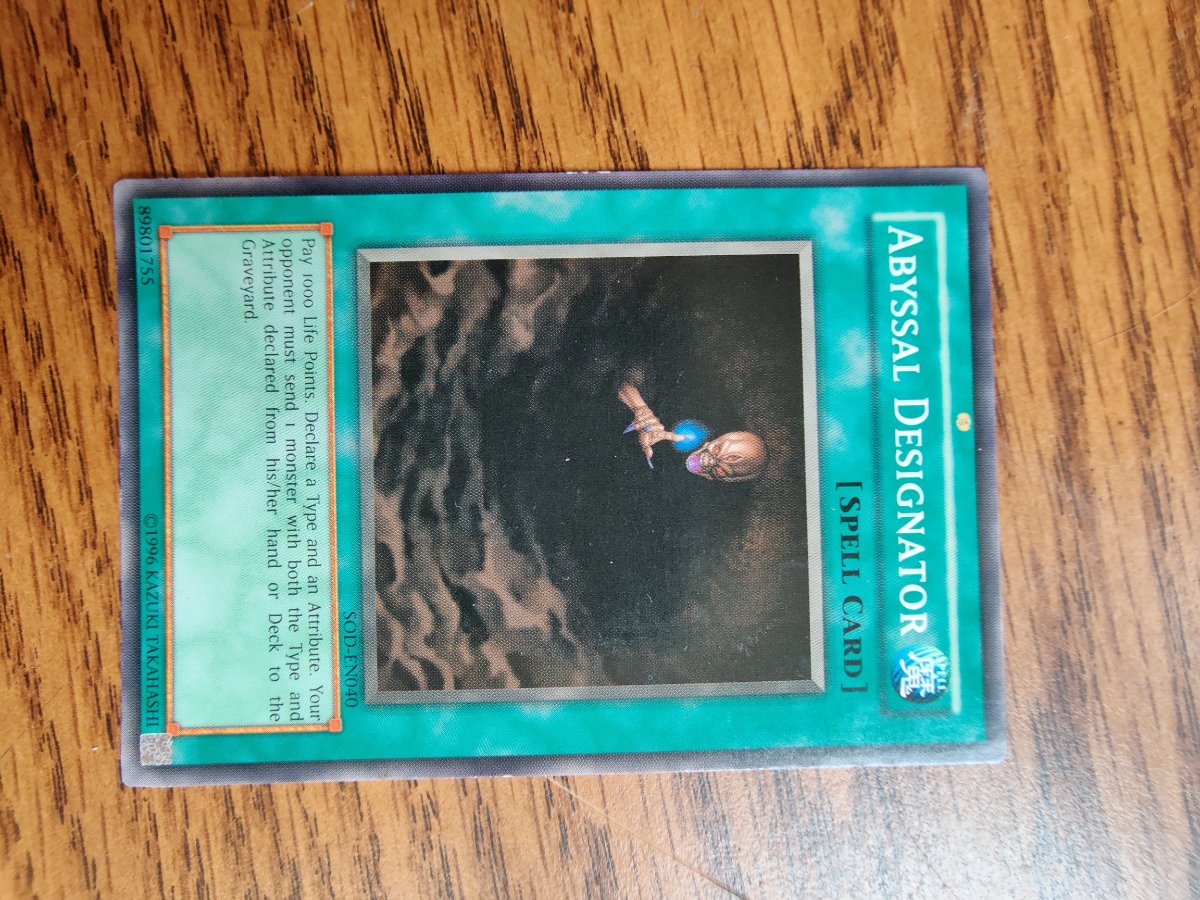 ABYSSAL DESIGNATOR
SPELL 魔
[SPELL CARD]
SOD-EN040
Pay 1000 Life Points. Declare a Type and an Attribute. Your
opponent must send 1 monster with both the Type and
Attribute declared from his/her hand or Deck to the
Graveyard.
89801755
©1996 KAZUKI TAKAHASHI